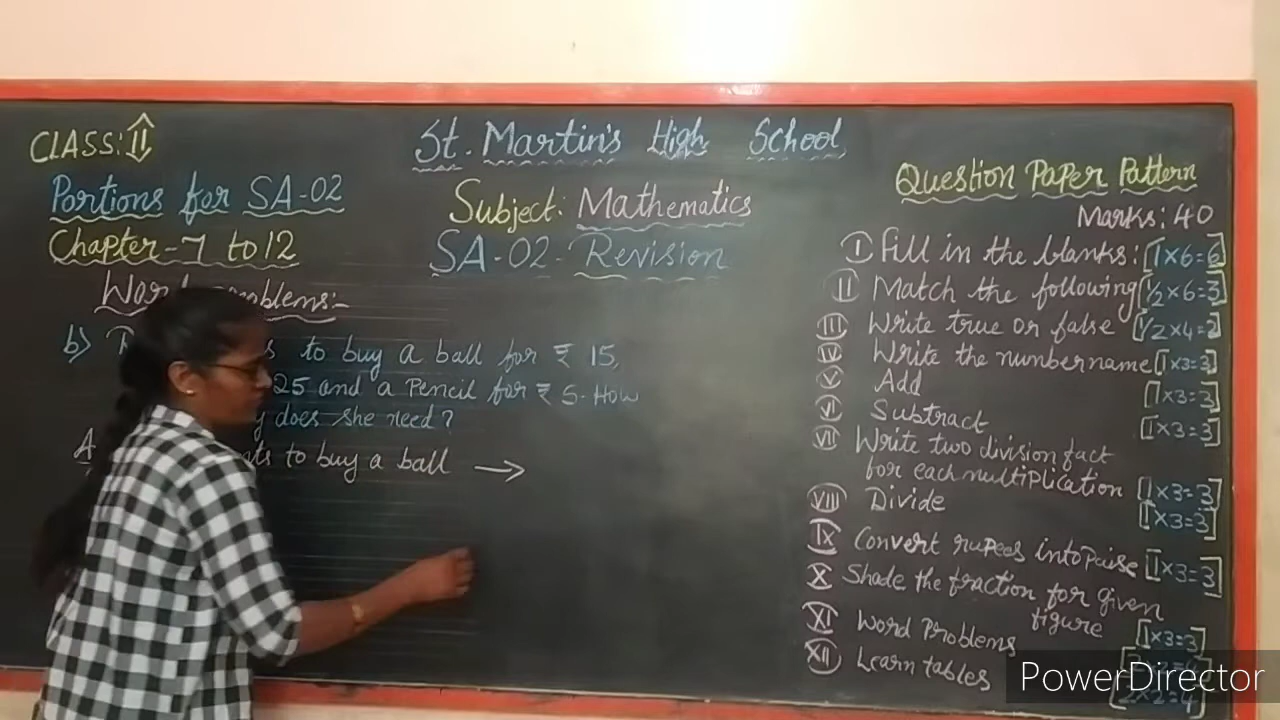 CLASS: II
St. Martin's High School
Portions for SA-02
Subject: Mathematics
Chapter-7 to 12
SA-02- Revision
Word problems:-
b) to buy a ball for ₹ 15,
25 and a Pencil for ₹ 5. How
does she need?
to buy a ball →
Question Paper Pattern
Marks: 40
I Fill in the blanks: [1×6=6]
II Match the following [1/2×6=3]
III Write true or false [1/2×4=2]
IV Write the number name [1×3=3]
V Add [1×3=3]
VI Subtract [1×3=3]
VII Write two division fact
for each multiplication [1×3=3]
VIII Divide [1×3=3]
IX Convert rupees into paise [1×3=3]
X Shade the fraction for given
figure [1×3=3]
XI Word Problems
XII Learn tables [2×2=4]
PowerDirector